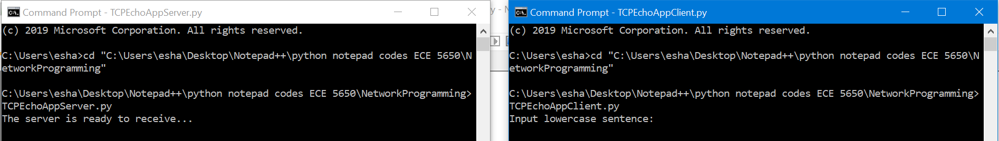 Command Prompt - TCPEchoAppServer.py
(c) 2019 Microsoft Corporation. All rights reserved.
C:\Users\esha>cd "C:\Users\esha\Desktop\Notepad++\python notepad codes ECE 5650\N
etworkProgramming"
C:\Users\esha\Desktop\Notepad++\python notepad codes ECE 5650\NetworkProgramming>
TCPEchoAppServer.py
The server is ready to receive...
y - N
Command Prompt - TCPEchoAppClient.py
(c) 2019 Microsoft Corporation. All rights reserved.
C:\Users\esha>cd "C:\Users\esha\Desktop\Notepad++\python notepad codes ECE 5650\N
etworkProgramming"
C:\Users\esha\Desktop\Notepad++\python notepad codes ECE 5650\NetworkProgramming>
TCPEchoAppClient.py
Input lowercase sentence: